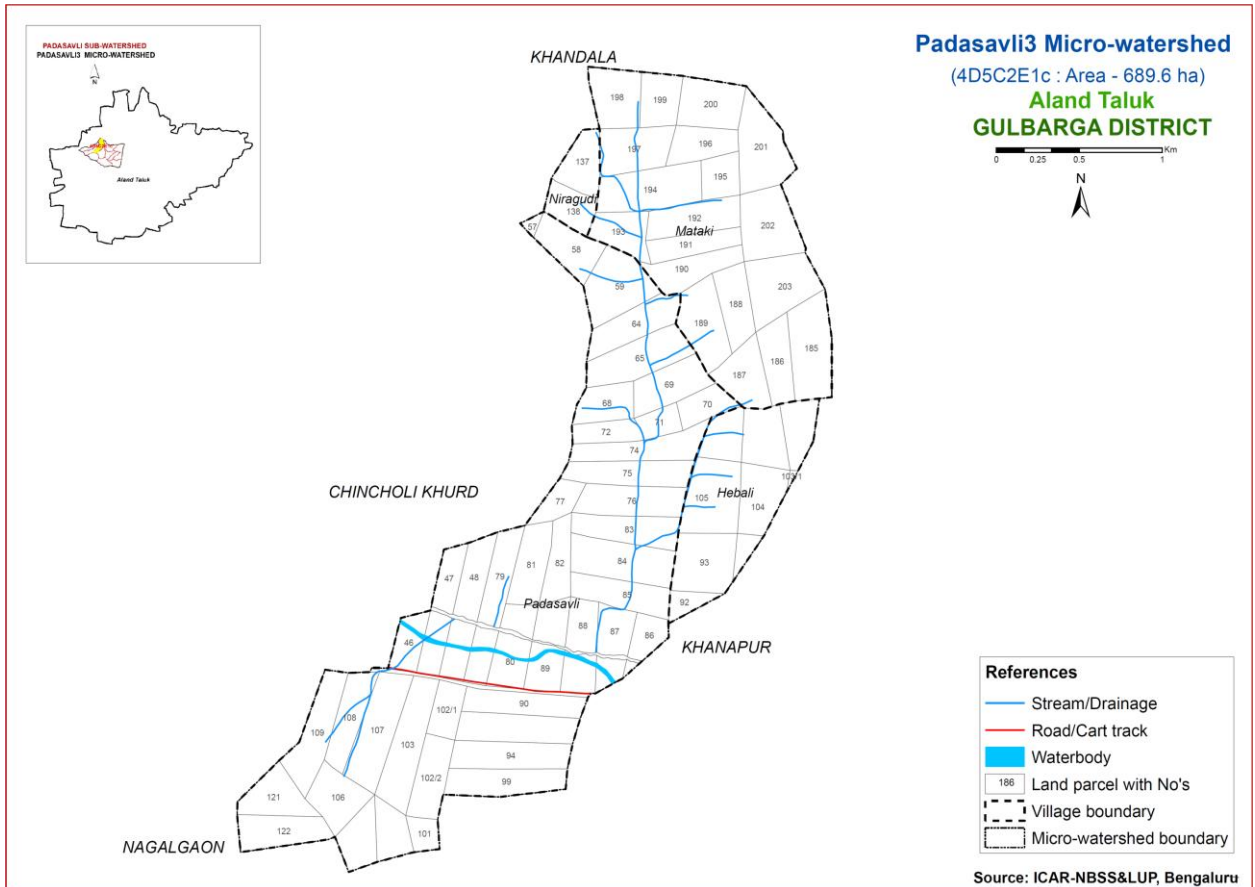 PADASAVLI SUB-WATERSHED
PADASAVLI3 MICRO-WATERSHED
N
Aland Taluk
Padasavli3 Micro-watershed
(4D5C2E1c : Area - 689.6 ha)
Aland Taluk
GULBARGA DISTRICT
0 0.25 0.5 1 Km
N
KHANDALA
198
199
200
197
196
201
137
195
194
Niragudi
138
192
57
193
Mataki
202
191
58
190
59
203
188
64
189
185
65
186
187
69
68
70
71
72
74
75
CHINCHOLI KHURD
105
Hebali
76
77
104
83
84
81
82
93
79
48
47
85
92
Padasavli
88
87
86
46
KHANAPUR
80
89
102/1
90
108
107
109
103
94
102/2
99
121
106
122
101
NAGALGAON
References
Stream/Drainage
Road/Cart track
Waterbody
186 Land parcel with No's
Village boundary
Micro-watershed boundary
Source: ICAR-NBSS&LUP, Bengaluru